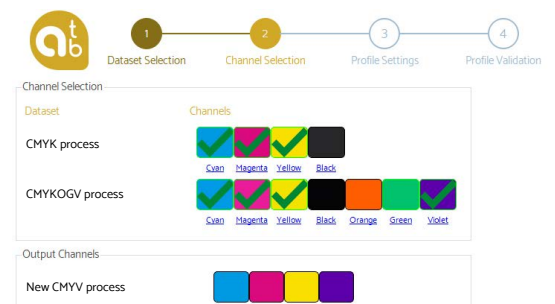 atb
1 2 3 4
Dataset Selection Channel Selection Profile Settings Profile Validation
Channel Selection
Dataset Channels
CMYK process
Cyan Magenta Yellow Black
CMYKOGV process
Cyan Magenta Yellow Black Orange Green Violet
Output Channels
New CMYV process